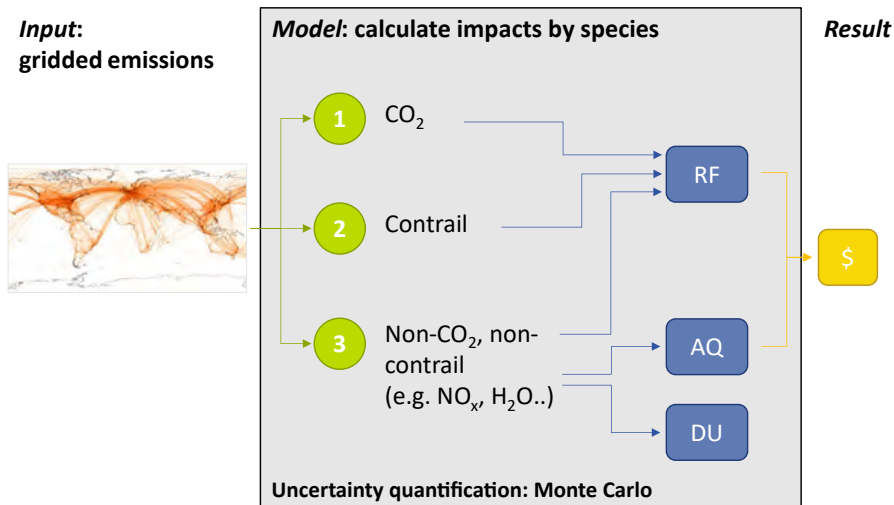 Input:
gridded emissions
Model: calculate impacts by species
Result
1
CO₂
RF
2
Contrail
$
3
Non-CO₂, non-
contrail
(e.g. NOₓ, H₂O..)
AQ
DU
Uncertainty quantification: Monte Carlo